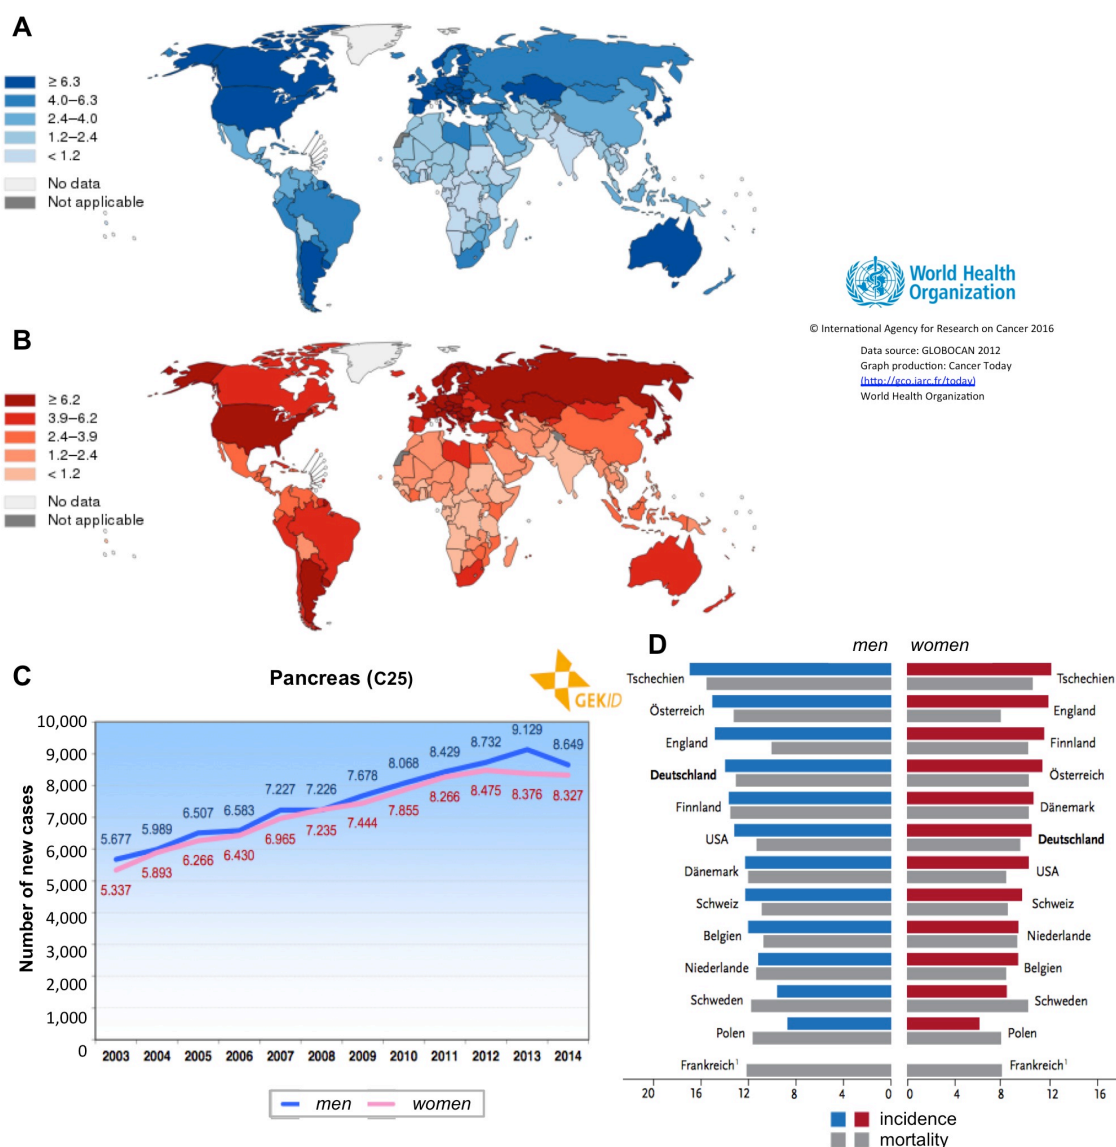 A
≥ 6.3
4.0–6.3
2.4–4.0
1.2–2.4
< 1.2
No data
Not applicable
World Health
Organization
© International Agency for Research on Cancer 2016
Data source: GLOBOCAN 2012
Graph production: Cancer Today
(http://gco.iarc.fr/today)
World Health Organization
B
≥ 6.2
3.9–6.2
2.4–3.9
1.2–2.4
< 1.2
No data
Not applicable
C
Pancreas (C25)
GEKID
Number of new cases
10,000
9,000
8,000
7,000
6,000
5,000
4,000
3,000
2,000
1,000
0
5.677
5.989
6.507
6.583
7.227
7.226
7.678
8.068
8.429
8.732
9.129
8.649
5.337
5.893
6.266
6.430
6.965
7.235
7.444
7.855
8.266
8.475
8.376
8.327
2003 2004 2005 2006 2007 2008 2009 2010 2011 2012 2013 2014
men women
D
men women
Tschechien Tschechien
Österreich England
England Finnland
Deutschland Österreich
Finnland Dänemark
USA Deutschland
Dänemark USA
Schweiz Schweiz
Belgien Niederlande
Niederlande Belgien
Schweden Schweden
Polen Polen
Frankreich¹ Frankreich¹
20 16 12 8 4 0 0 4 8 12 16
incidence
mortality